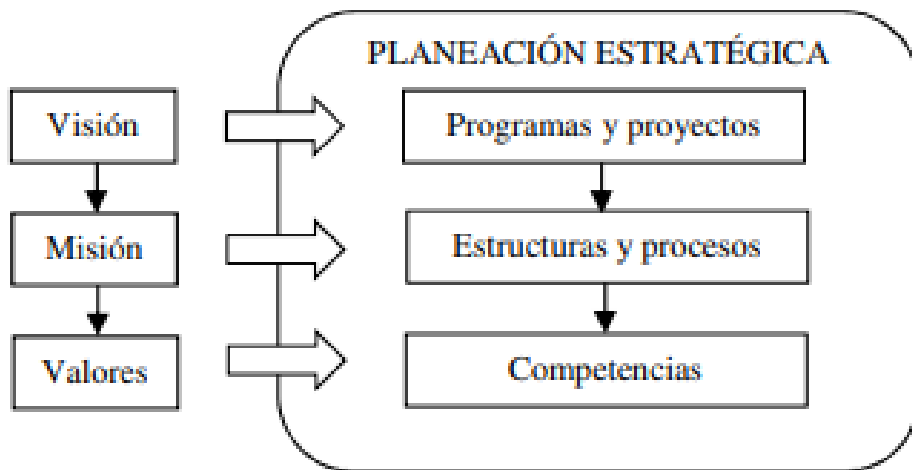 PLANEACIÓN ESTRATÉGICA
Visión
Programas y proyectos
Misión
Estructuras y procesos
Valores
Competencias